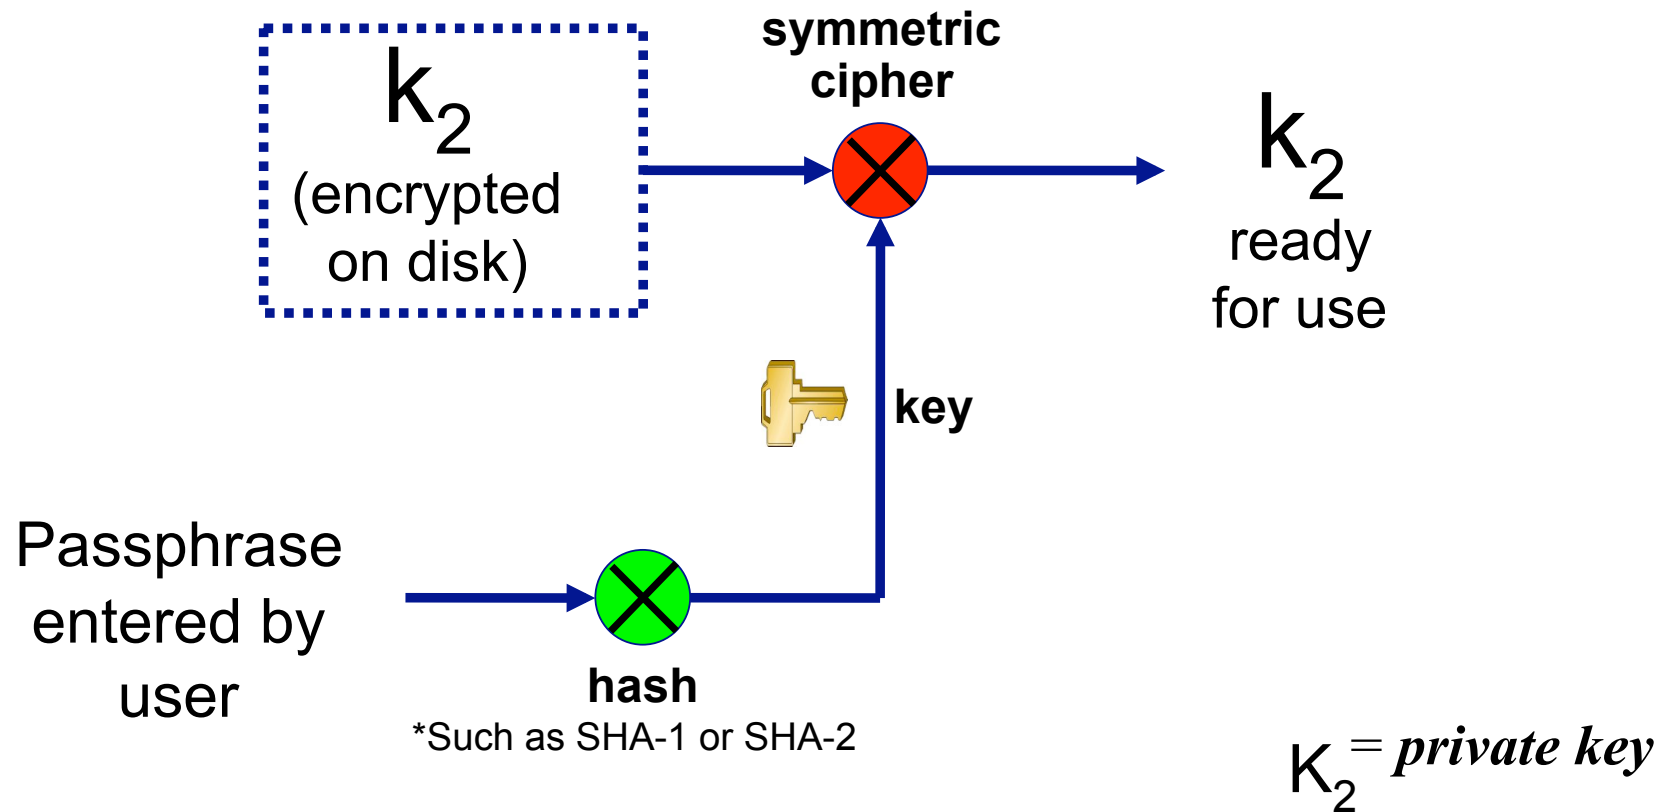 symmetric
cipher
k₂
(encrypted
on disk)
k₂
ready
for use
key
Passphrase
entered by
user
hash
*Such as SHA-1 or SHA-2
K₂ = private key